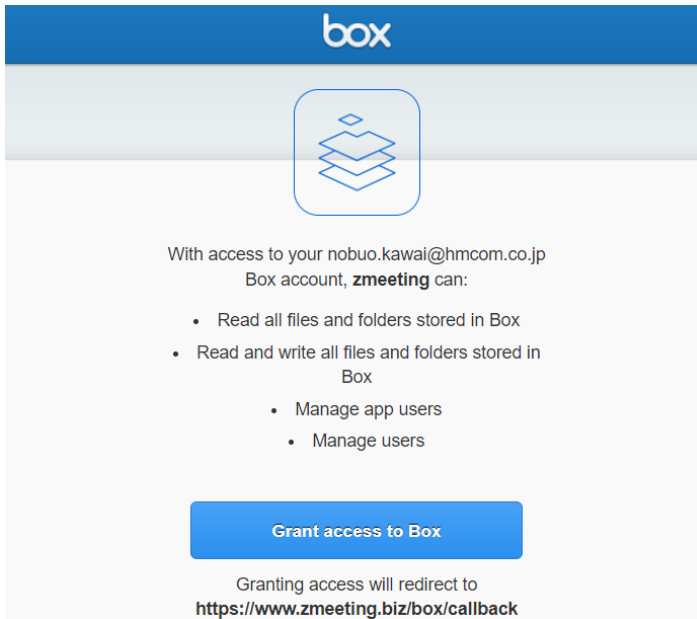 box
With access to your nobuo.kawai@hmcom.co.jp
Box account, zmeeting can:
• Read all files and folders stored in Box
• Read and write all files and folders stored in
Box
• Manage app users
• Manage users
Grant access to Box
Granting access will redirect to
https://www.zmeeting.biz/box/callback